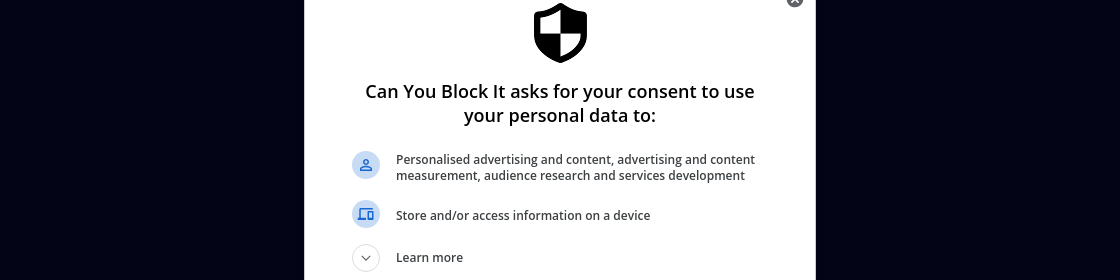 Can You Block It asks for your consent to use
your personal data to:
Personalised advertising and content, advertising and content
measurement, audience research and services development
Store and/or access information on a device
Learn more